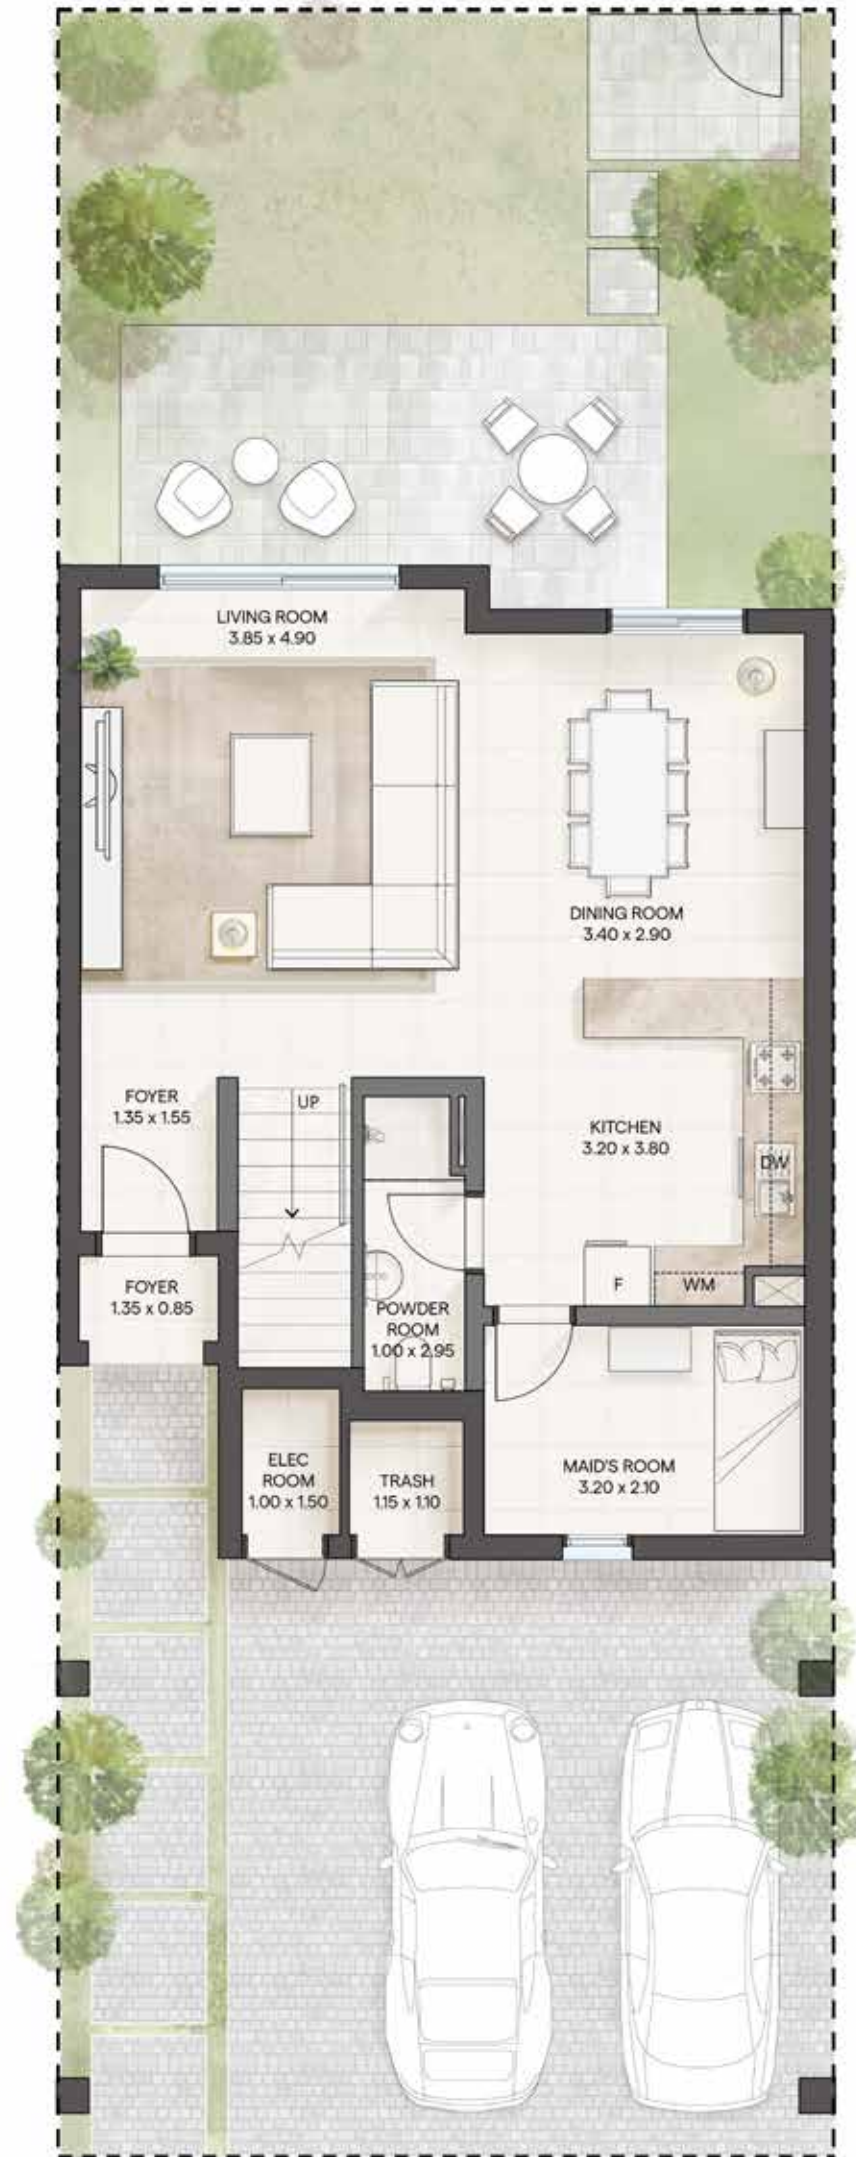 LIVING ROOM
3.85 x 4.90
DINING ROOM
3.40 x 2.90
FOYER
1.35 x 1.55
UP
KITCHEN
3.20 x 3.80
DW
FOYER
1.35 x 0.85
F
WM
POWDER
ROOM
1.00 x 2.95
ELEC
ROOM
1.00 x 1.50
TRASH
1.15 x 1.10
MAID'S ROOM
3.20 x 2.10